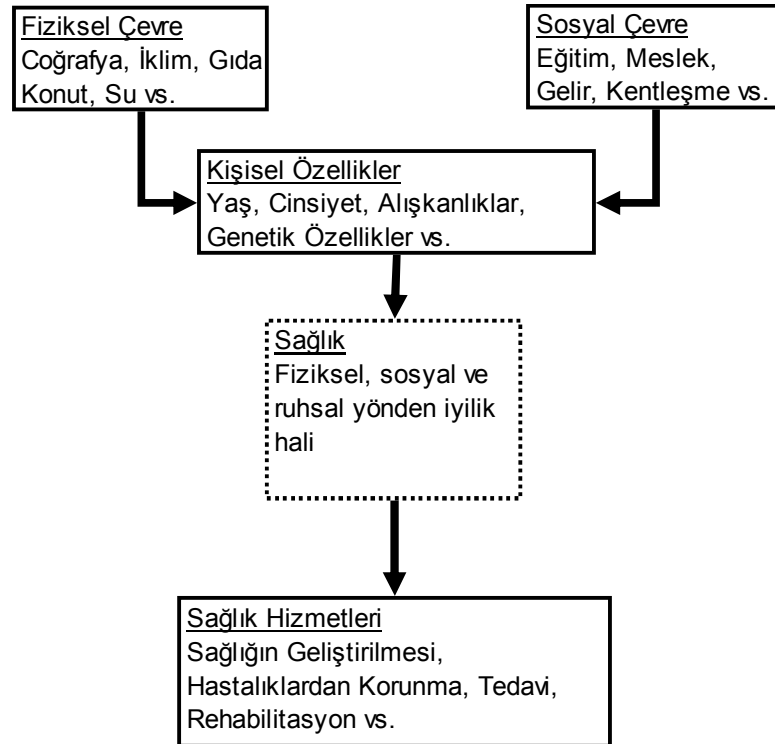 Fiziksel Çevre
Coğrafya, İklim, Gıda
Konut, Su vs.
Sosyal Çevre
Eğitim, Meslek,
Gelir, Kentleşme vs.
Kişisel Özellikler
Yaş, Cinsiyet, Alışkanlıklar,
Genetik Özellikler vs.
Sağlık
Fiziksel, sosyal ve
ruhsal yönden iyilik
hali
Sağlık Hizmetleri
Sağlığın Geliştirilmesi,
Hastalıklardan Korunma, Tedavi,
Rehabilitasyon vs.